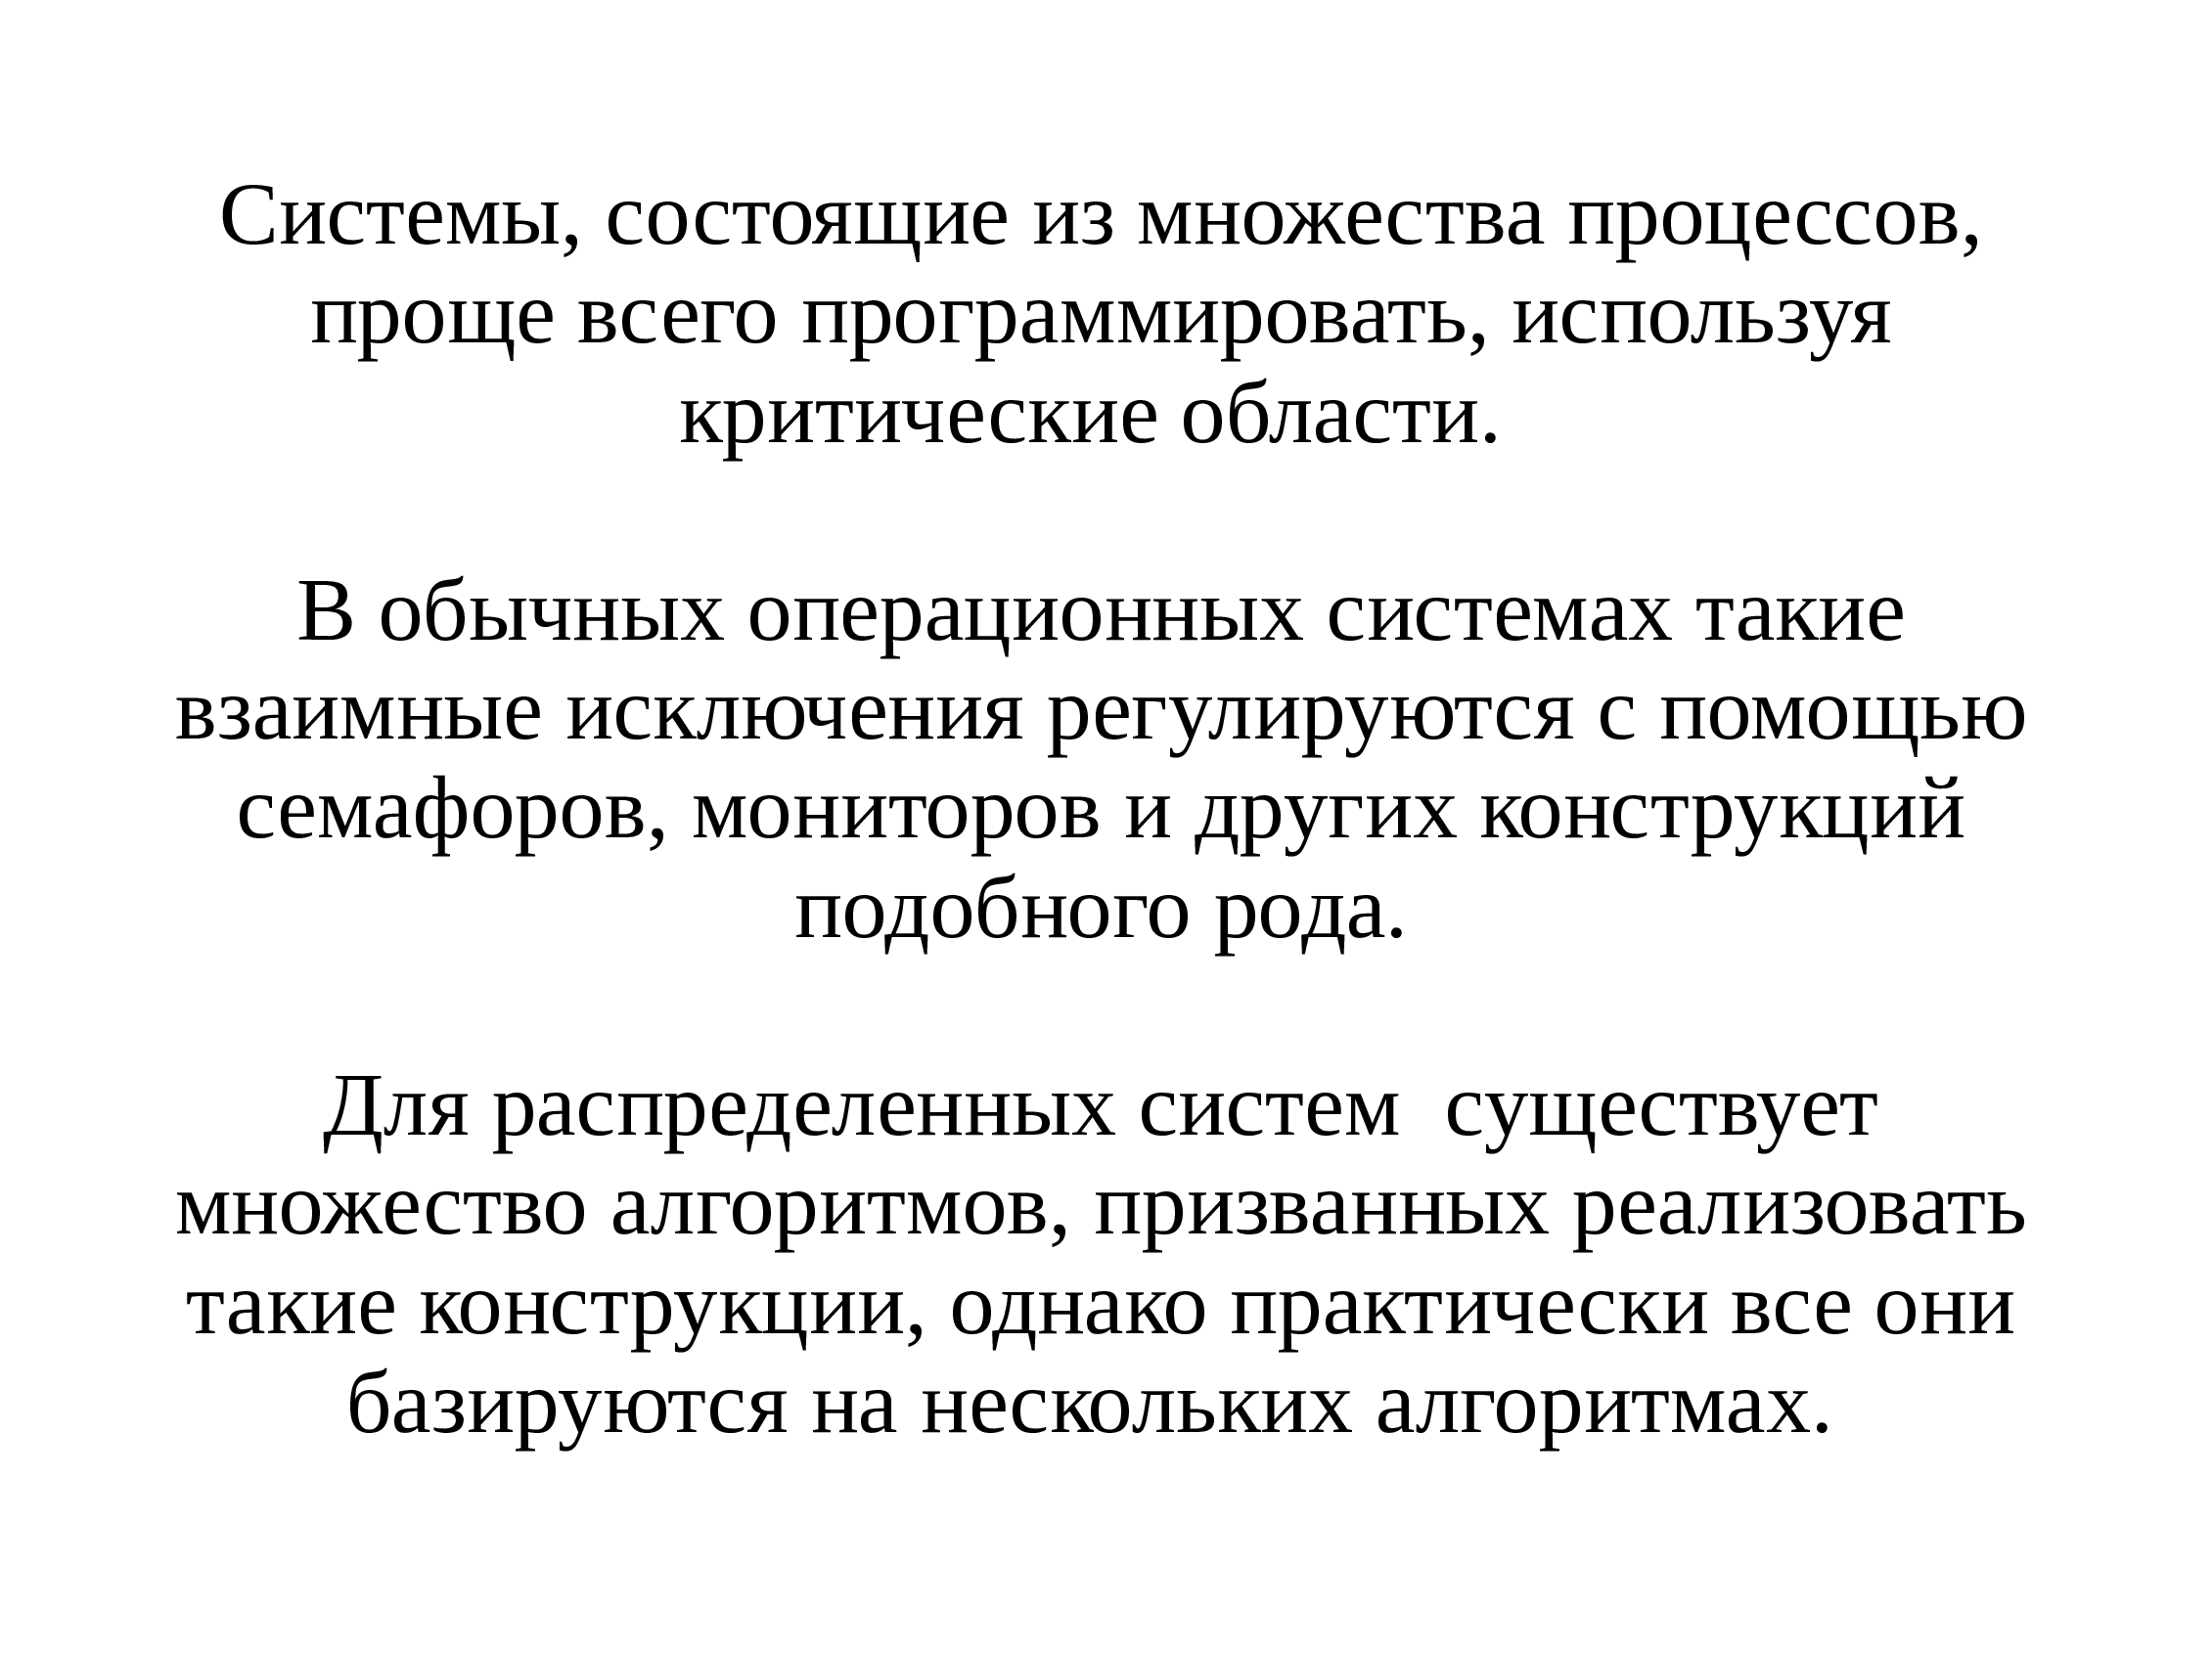 Системы, состоящие из множества процессов,
проще всего программировать, используя
критические области.
В обычных операционных системах такие
взаимные исключения регулируются с помощью
семафоров, мониторов и других конструкций
подобного рода.
Для распределенных систем  существует
множество алгоритмов, призванных реализовать
такие конструкции, однако практически все они
базируются на нескольких алгоритмах.